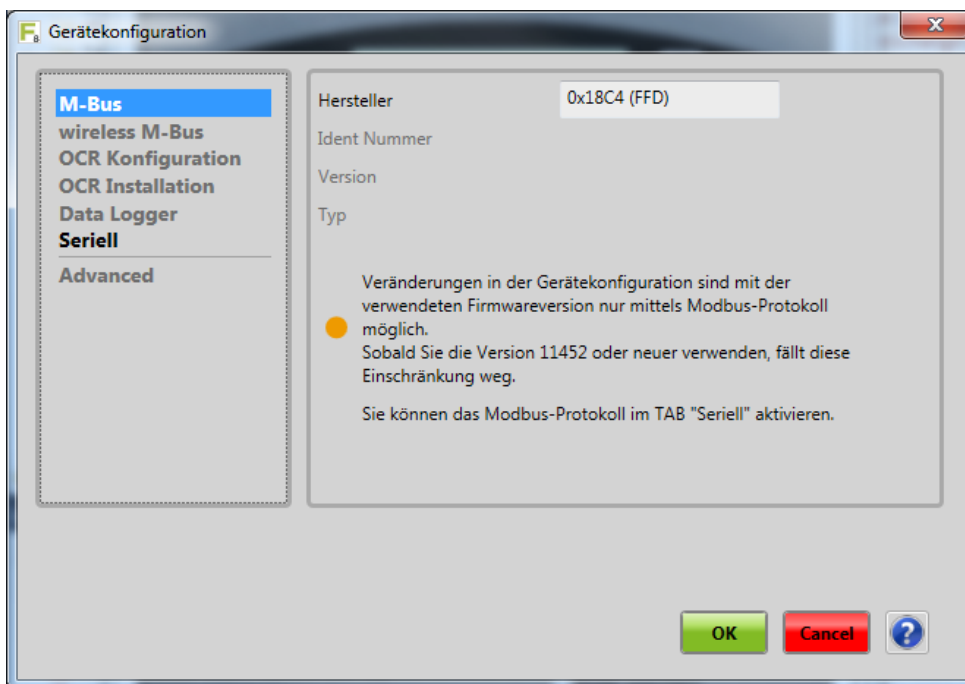 Gerätekonfiguration
M-Bus
wireless M-Bus
OCR Konfiguration
OCR Installation
Data Logger
Seriell
Advanced
Hersteller 0x18C4 (FFD)
Ident Nummer
Version
Typ
Veränderungen in der Gerätekonfiguration sind mit der
verwendeten Firmwareversion nur mittels Modbus-Protokoll
möglich.
Sobald Sie die Version 11452 oder neuer verwenden, fällt diese
Einschränkung weg.
Sie können das Modbus-Protokoll im TAB "Seriell" aktivieren.
OK
Cancel